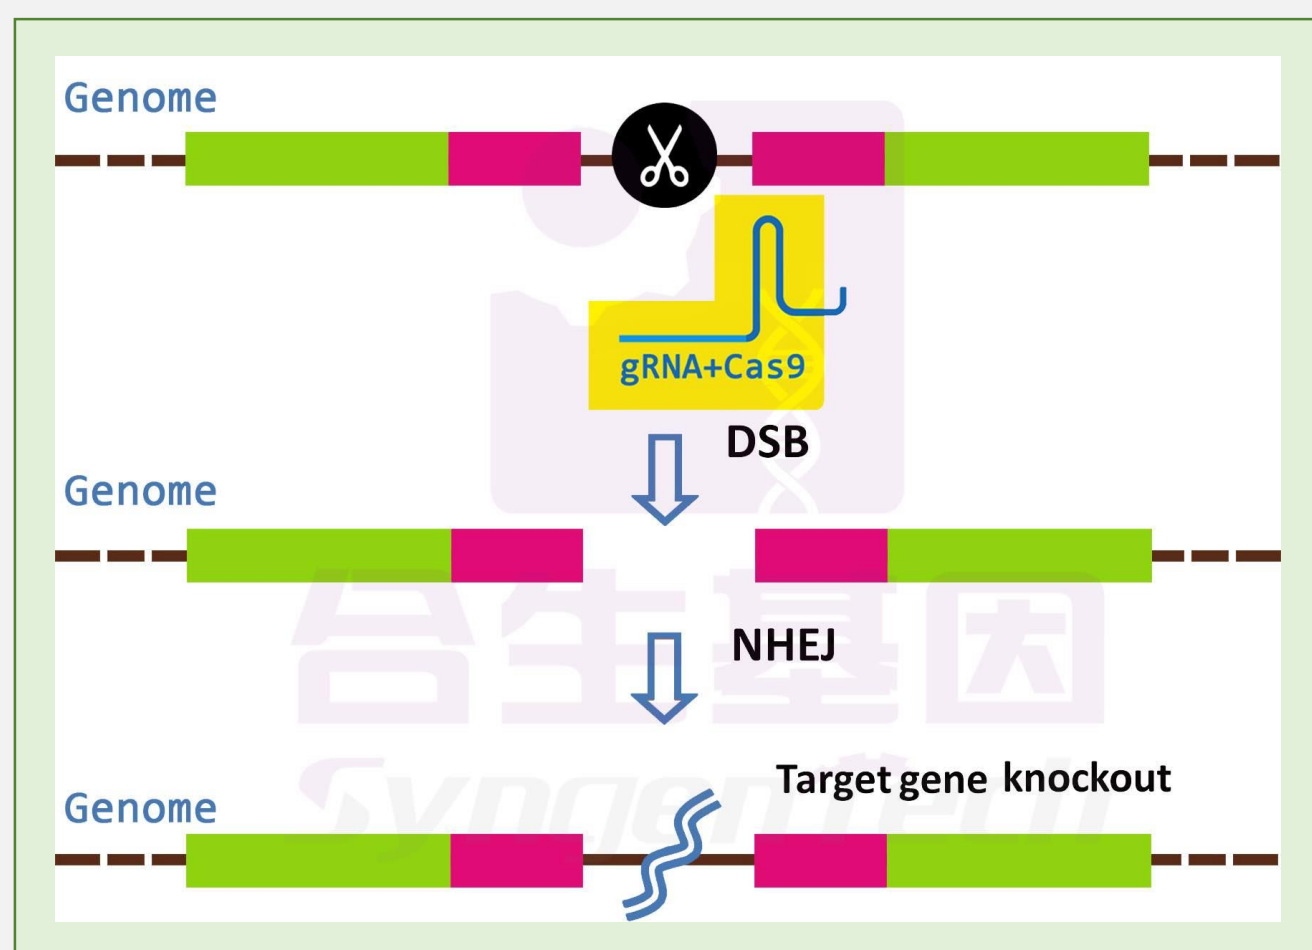 Genome
gRNA+Cas9
DSB
Genome
NHEJ
合生基因
Syngentech
Target gene knockout
Genome